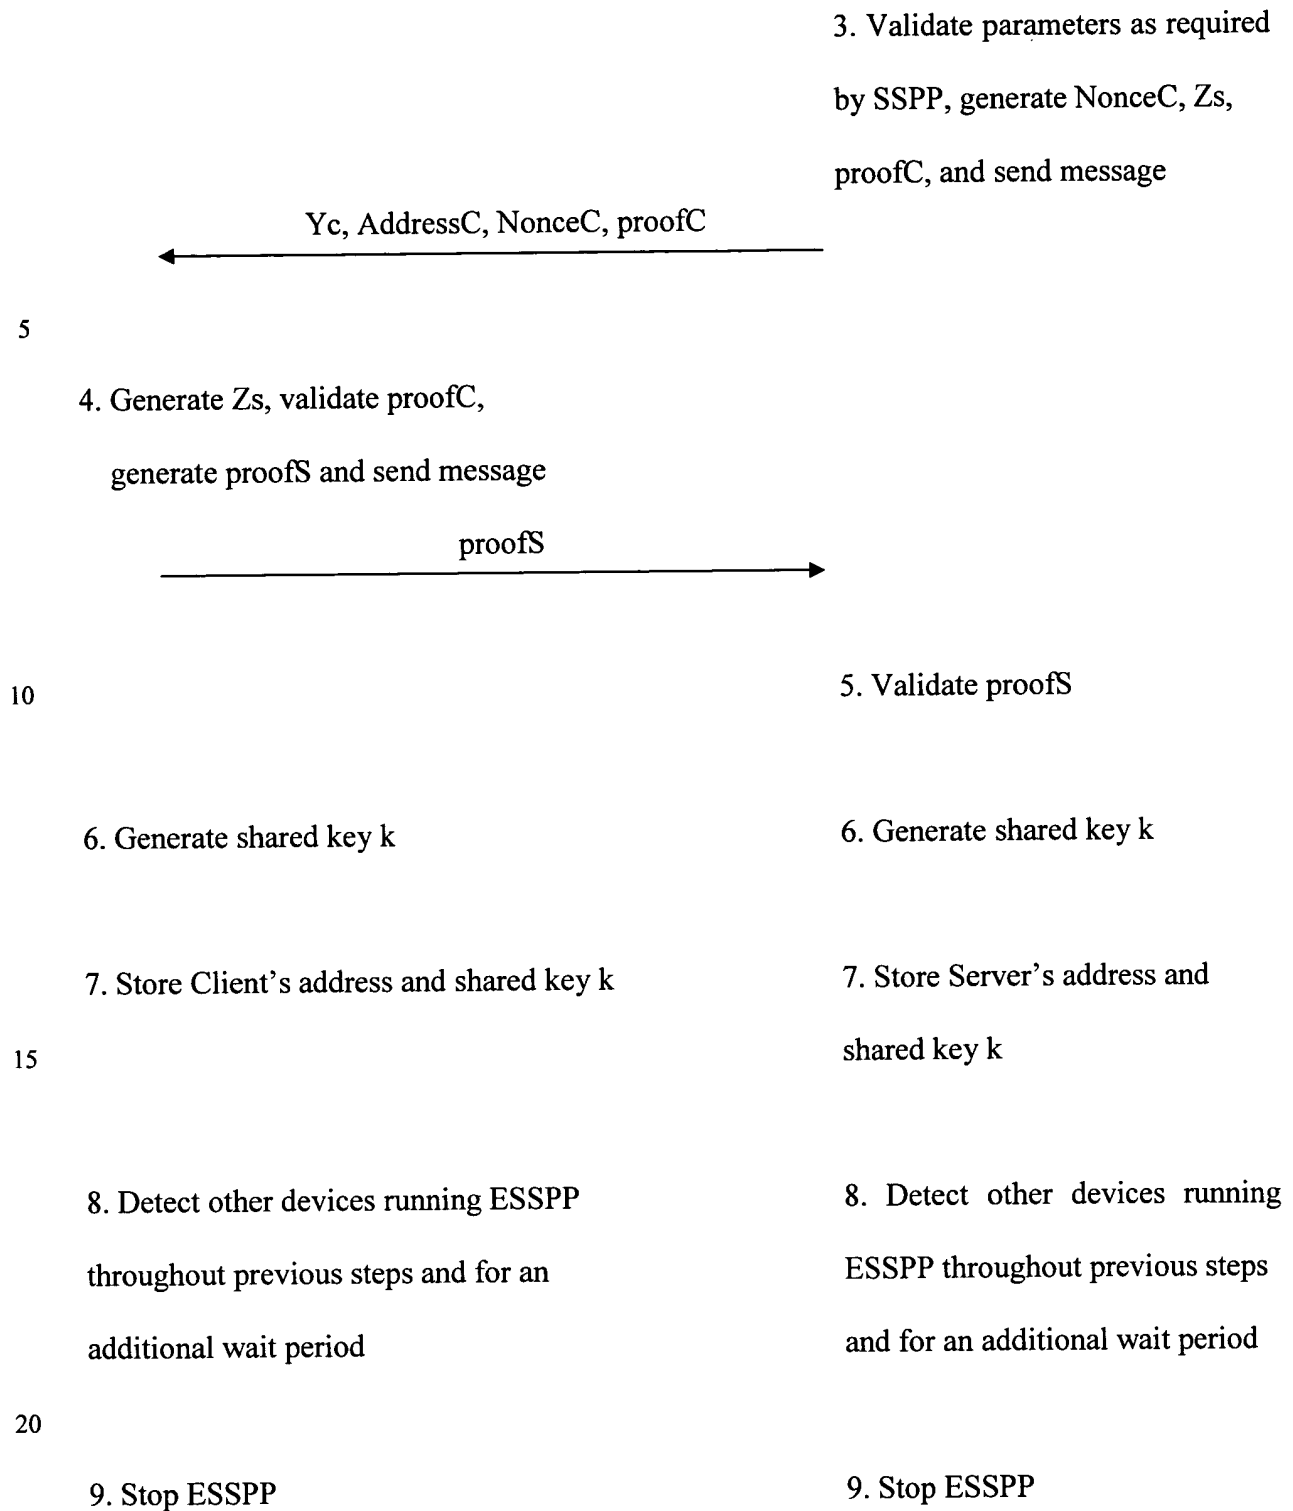 3. Validate parameters as required
by SSPP, generate NonceC, Zs,
proofC, and send message
Yc, AddressC, NonceC, proofC
5
4. Generate Zs, validate proofC,
generate proofS and send message
proofS
10
5. Validate proofS
6. Generate shared key k
6. Generate shared key k
7. Store Client's address and shared key k
7. Store Server's address and
shared key k
15
8. Detect other devices running ESSPP
throughout previous steps and for an
additional wait period
8. Detect other devices running
ESSPP throughout previous steps
and for an additional wait period
20
9. Stop ESSPP
9. Stop ESSPP